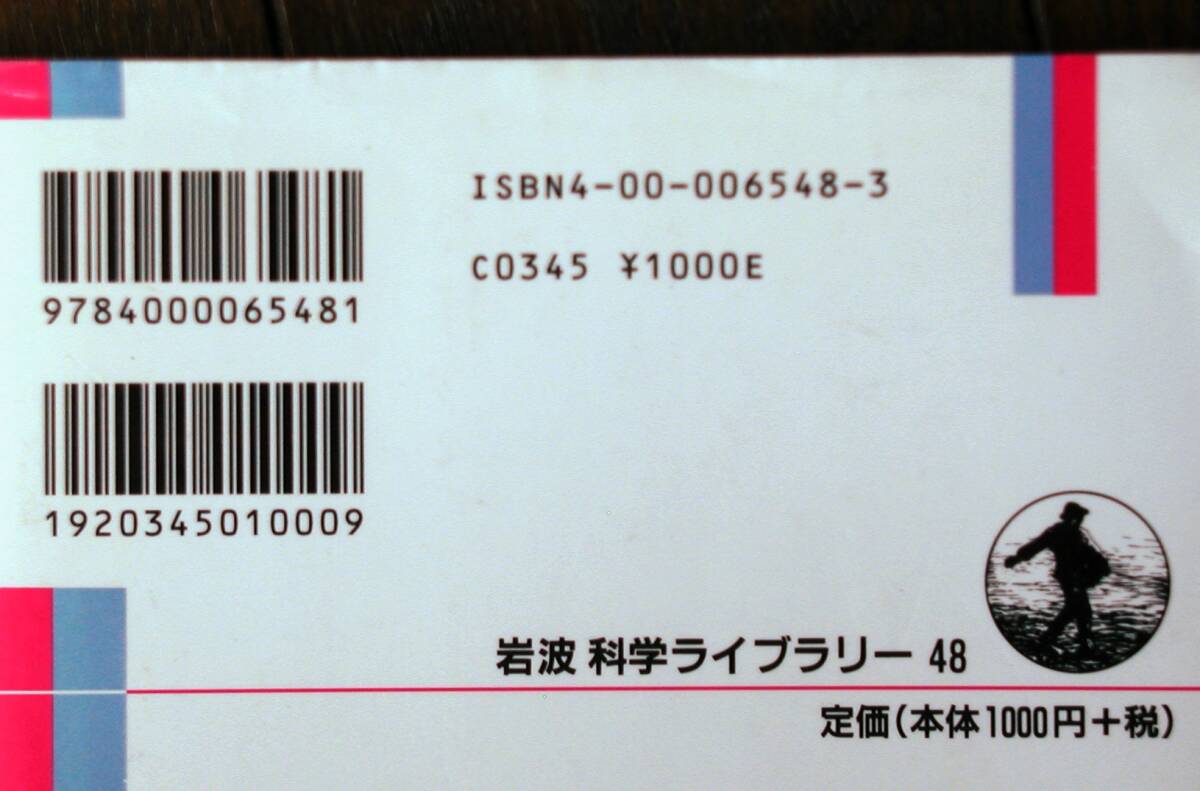 ISBN4-00-006548-3
C0345 ¥1000E
9784000065481
1920345010009
岩波 科学ライブラリー 48
定価(本体1000円+税)